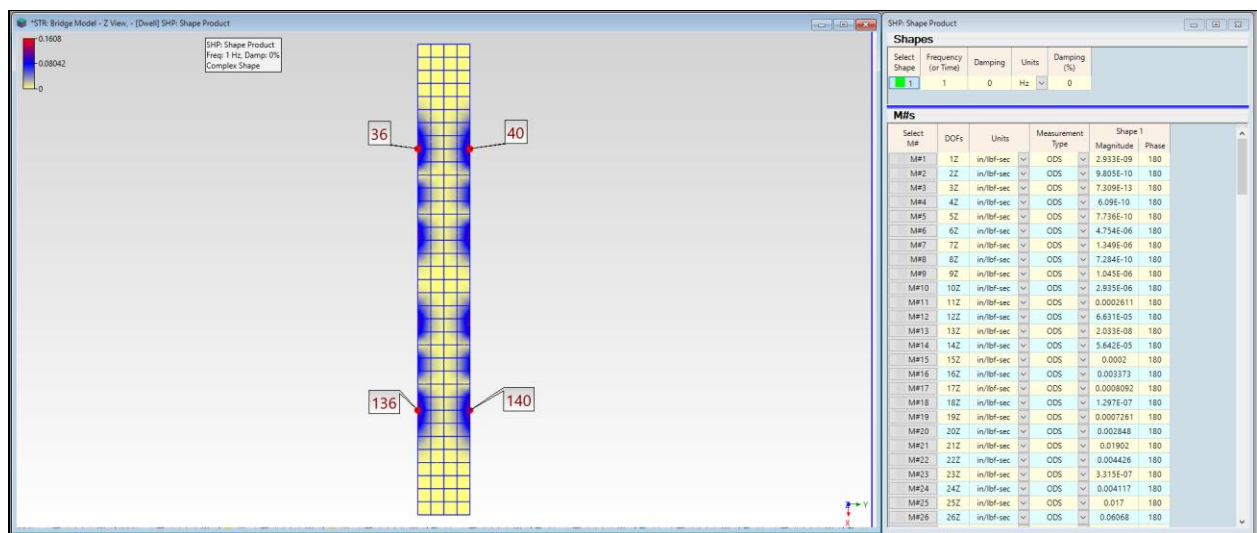 *STR: Bridge Model - Z View, - [Dwell] SHP: Shape Product
0.1608
0.08042
0
SHP: Shape Product
Freq: 1 Hz, Damp: 0%
Complex Shape
36
40
136
140
Z
Y
X
SHP: Shape Product
Shapes
Select Shape Frequency (or Time) Damping Units Damping (%)
1 1 0 Hz 0
M#s
Select M# DOFs Units Measurement Type Shape 1
Magnitude Phase
M#1 1Z in/lbf-sec ODS 2.933E-09 180
M#2 2Z in/lbf-sec ODS 9.805E-10 180
M#3 3Z in/lbf-sec ODS 7.309E-13 180
M#4 4Z in/lbf-sec ODS 6.09E-10 180
M#5 5Z in/lbf-sec ODS 7.736E-10 180
M#6 6Z in/lbf-sec ODS 4.754E-06 180
M#7 7Z in/lbf-sec ODS 1.349E-06 180
M#8 8Z in/lbf-sec ODS 7.284E-10 180
M#9 9Z in/lbf-sec ODS 1.045E-06 180
M#10 10Z in/lbf-sec ODS 2.935E-06 180
M#11 11Z in/lbf-sec ODS 0.0002611 180
M#12 12Z in/lbf-sec ODS 6.631E-05 180
M#13 13Z in/lbf-sec ODS 2.033E-08 180
M#14 14Z in/lbf-sec ODS 5.642E-05 180
M#15 15Z in/lbf-sec ODS 0.0002 180
M#16 16Z in/lbf-sec ODS 0.003373 180
M#17 17Z in/lbf-sec ODS 0.0008092 180
M#18 18Z in/lbf-sec ODS 1.297E-07 180
M#19 19Z in/lbf-sec ODS 0.0007261 180
M#20 20Z in/lbf-sec ODS 0.002848 180
M#21 21Z in/lbf-sec ODS 0.01902 180
M#22 22Z in/lbf-sec ODS 0.004426 180
M#23 23Z in/lbf-sec ODS 3.315E-07 180
M#24 24Z in/lbf-sec ODS 0.004117 180
M#25 25Z in/lbf-sec ODS 0.017 180
M#26 26Z in/lbf-sec ODS 0.06068 180